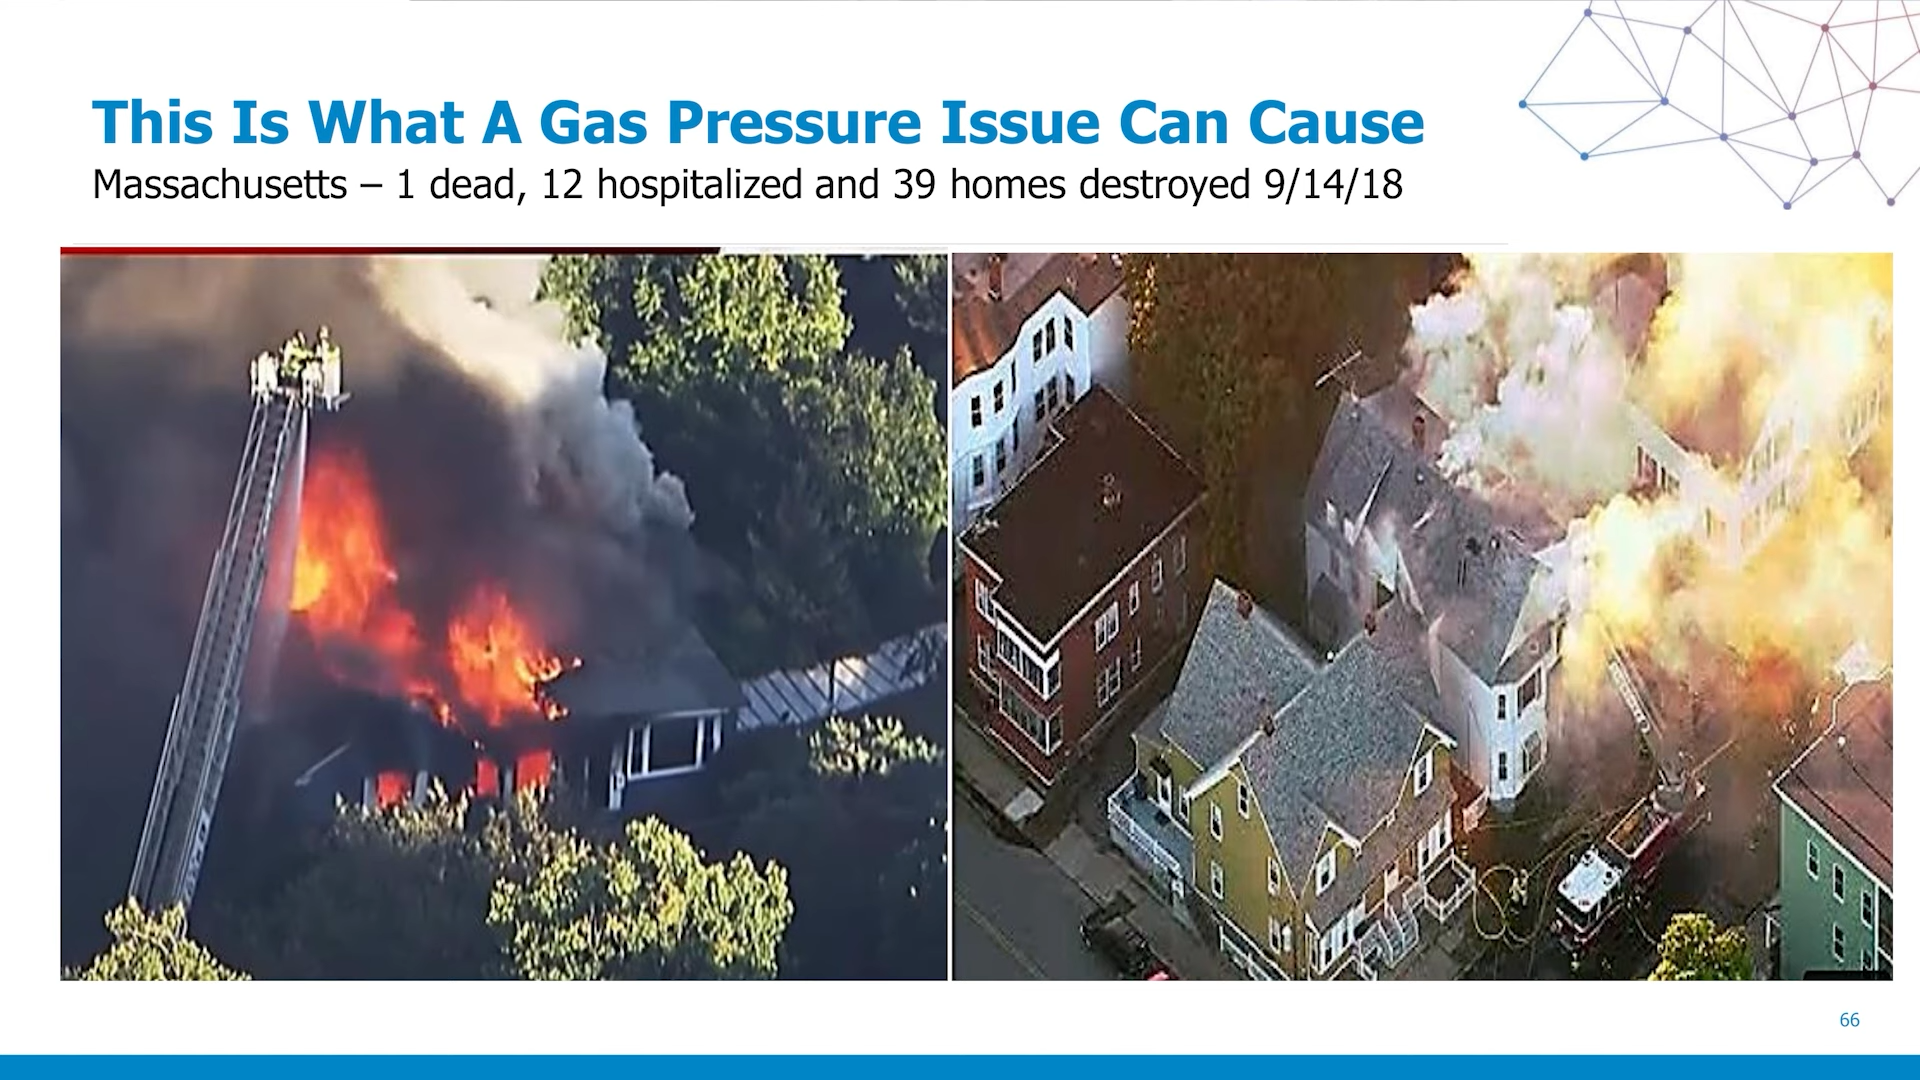 This Is What A Gas Pressure Issue Can Cause
Massachusetts – 1 dead, 12 hospitalized and 39 homes destroyed 9/14/18
66